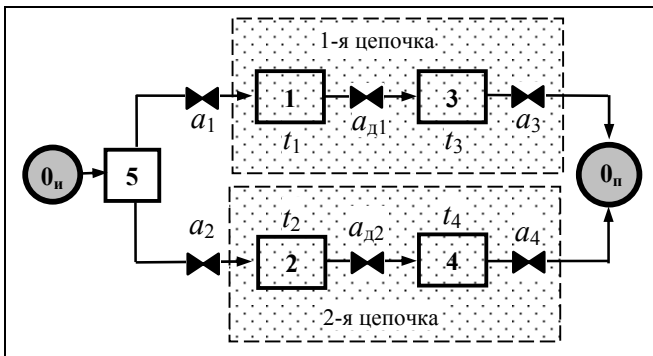 1-я цепочка
1
3
a1
aд1
a3
t1
t3
0и
5
0п
a2
t2
aд2
t4
a4
2
4
2-я цепочка